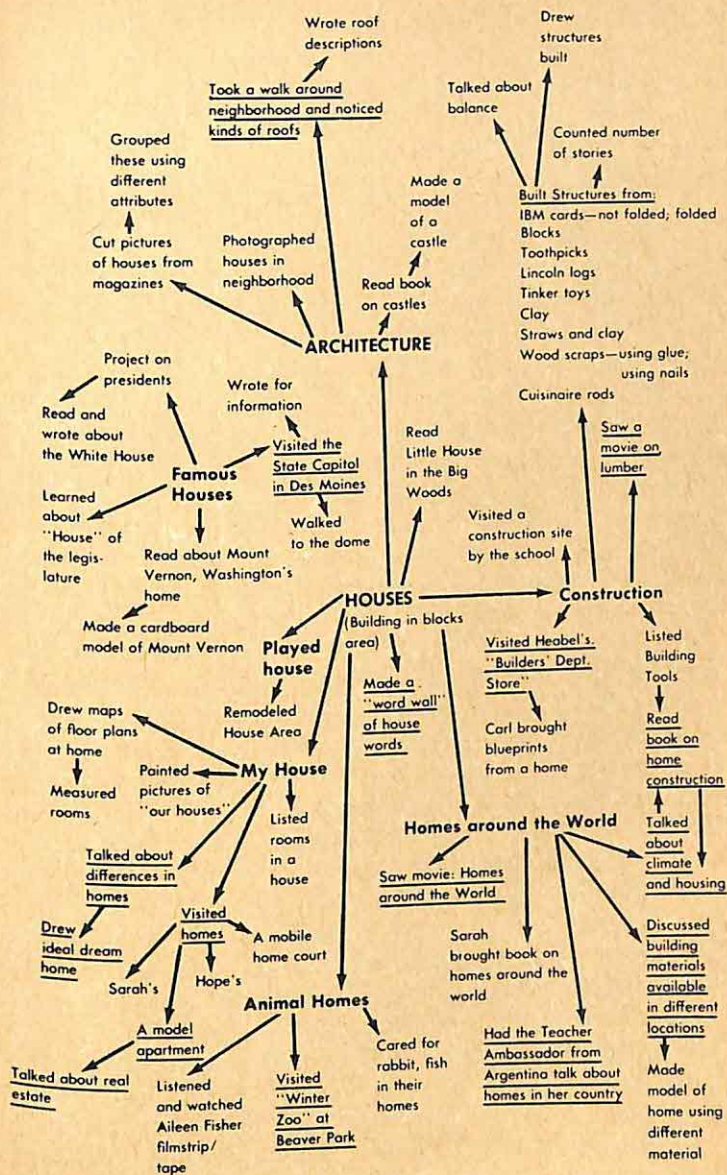 Wrote roof
descriptions
Drew
structures
built
Took a walk around
neighborhood and noticed
kinds of roofs
Talked about
balance
Counted number
of stories
Grouped
these using
different
attributes
Cut pictures
of houses from
magazines
Photographed
houses in
neighborhood
Made a
model
of a
castle
Read book
on castles
ARCHITECTURE
Built Structures from:
IBM cards—not folded; folded
Blocks
Toothpicks
Lincoln logs
Tinker toys
Clay
Straws and clay
Wood scraps—using glue;
using nails
Cuisinaire rods
Project on
presidents
Read and
wrote about
the White House
Wrote for
information
Visited the
State Capitol
in Des Moines
Famous
Houses
Walked
to the dome
Learned
about
"House" of
the legis-
lature
Read about Mount
Vernon, Washington's
home
Made a cardboard
model of Mount Vernon
Read
Little House
in the Big
Woods
Saw a
movie on
lumber
Visited a
construction site
by the school
HOUSES
(Building in blocks
area)
Construction
Played
house
Remodeled
House Area
Made a
"word wall"
of house
words
Visited Heabel's.
"Builders' Dept.
Store"
Carl brought
blueprints
from a home
Listed
Building
Tools
Read
book on
home
construction
Talked
about
climate
and housing
Drew maps
of floor plans
at home
Measured
rooms
My House
Painted
pictures of
"our houses"
Listed
rooms
in a
house
Talked about
differences in
homes
Drew
ideal dream
home
Visited
homes
Sarah's
Hope's
A mobile
home court
A model
apartment
Talked about real
estate
Animal Homes
Listened
and watched
Aileen Fisher
filmstrip/
tape
Visited
"Winter
Zoo" at
Beaver Park
Cared for
rabbit, fish
in their
homes
Homes around the World
Saw movie: Homes
around the World
Sarah
brought book on
homes around the
world
Had the Teacher
Ambassador from
Argentina talk about
homes in her country
Discussed
building
materials
available
in different
locations
Made
model of
home using
different
material